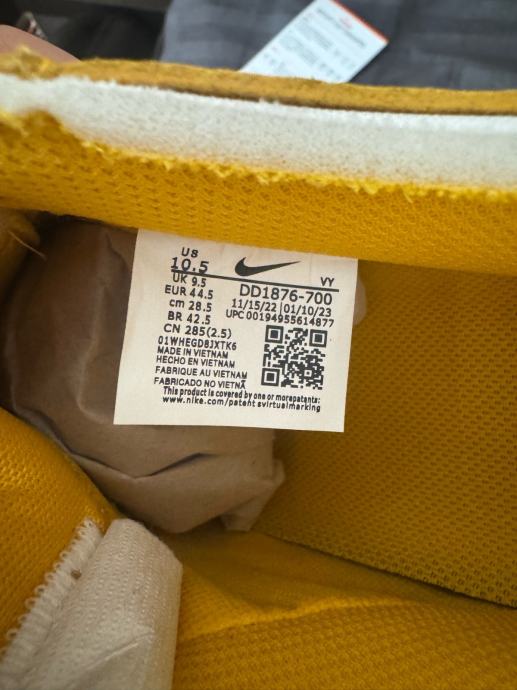 US
10.5
VY
UK 9.5
EUR 44.5
cm 28.5
BR 42.5
CN 285(2.5)
DD1876-700
11/15/22 | 01/10/23
UPC 00194955614877
01WHEGD8JXTK6
MADE IN VIETNAM
HECHO EN VIETNAM
FABRIQUE AU VIETNAM
FABRICADO NO VIETNÃ
This product is covered by one or morepatents:
www.nike.com/patent svirtualmarking